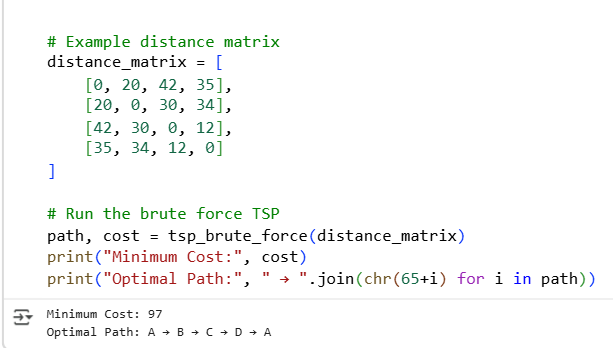 # Example distance matrix
distance_matrix = [
    [0, 20, 42, 35],
    [20, 0, 30, 34],
    [42, 30, 0, 12],
    [35, 34, 12, 0]
]
# Run the brute force TSP
path, cost = tsp_brute_force(distance_matrix)
print("Minimum Cost:", cost)
print("Optimal Path:", " → ".join(chr(65+i) for i in path))
Minimum Cost: 97
Optimal Path: A → B → C → D → A